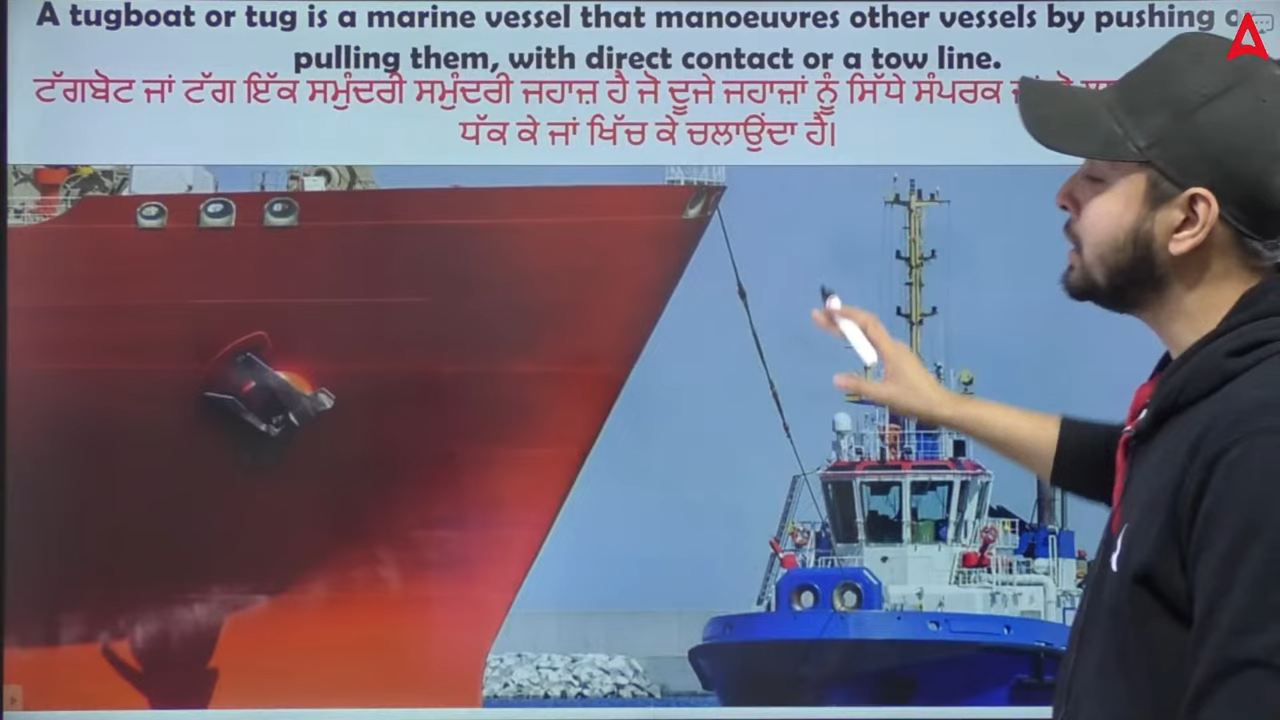 A tugboat or tug is a marine vessel that manoeuvres other vessels by pushing
pulling them, with direct contact or a tow line.
ਟੱਗਬੋਟ ਜਾਂ ਟੱਗ ਇੱਕ ਸਮੁੰਦਰੀ ਸਮੁੰਦਰੀ ਜਹਾਜ਼ ਹੈ ਜੋ ਦੂਜੇ ਜਹਾਜ਼ਾਂ ਨੂੰ ਸਿੱਧੇ ਸੰਪਰਕ
ਧੱਕ ਕੇ ਜਾਂ ਖਿੱਚ ਕੇ ਚਲਾਉਂਦਾ ਹੈ।